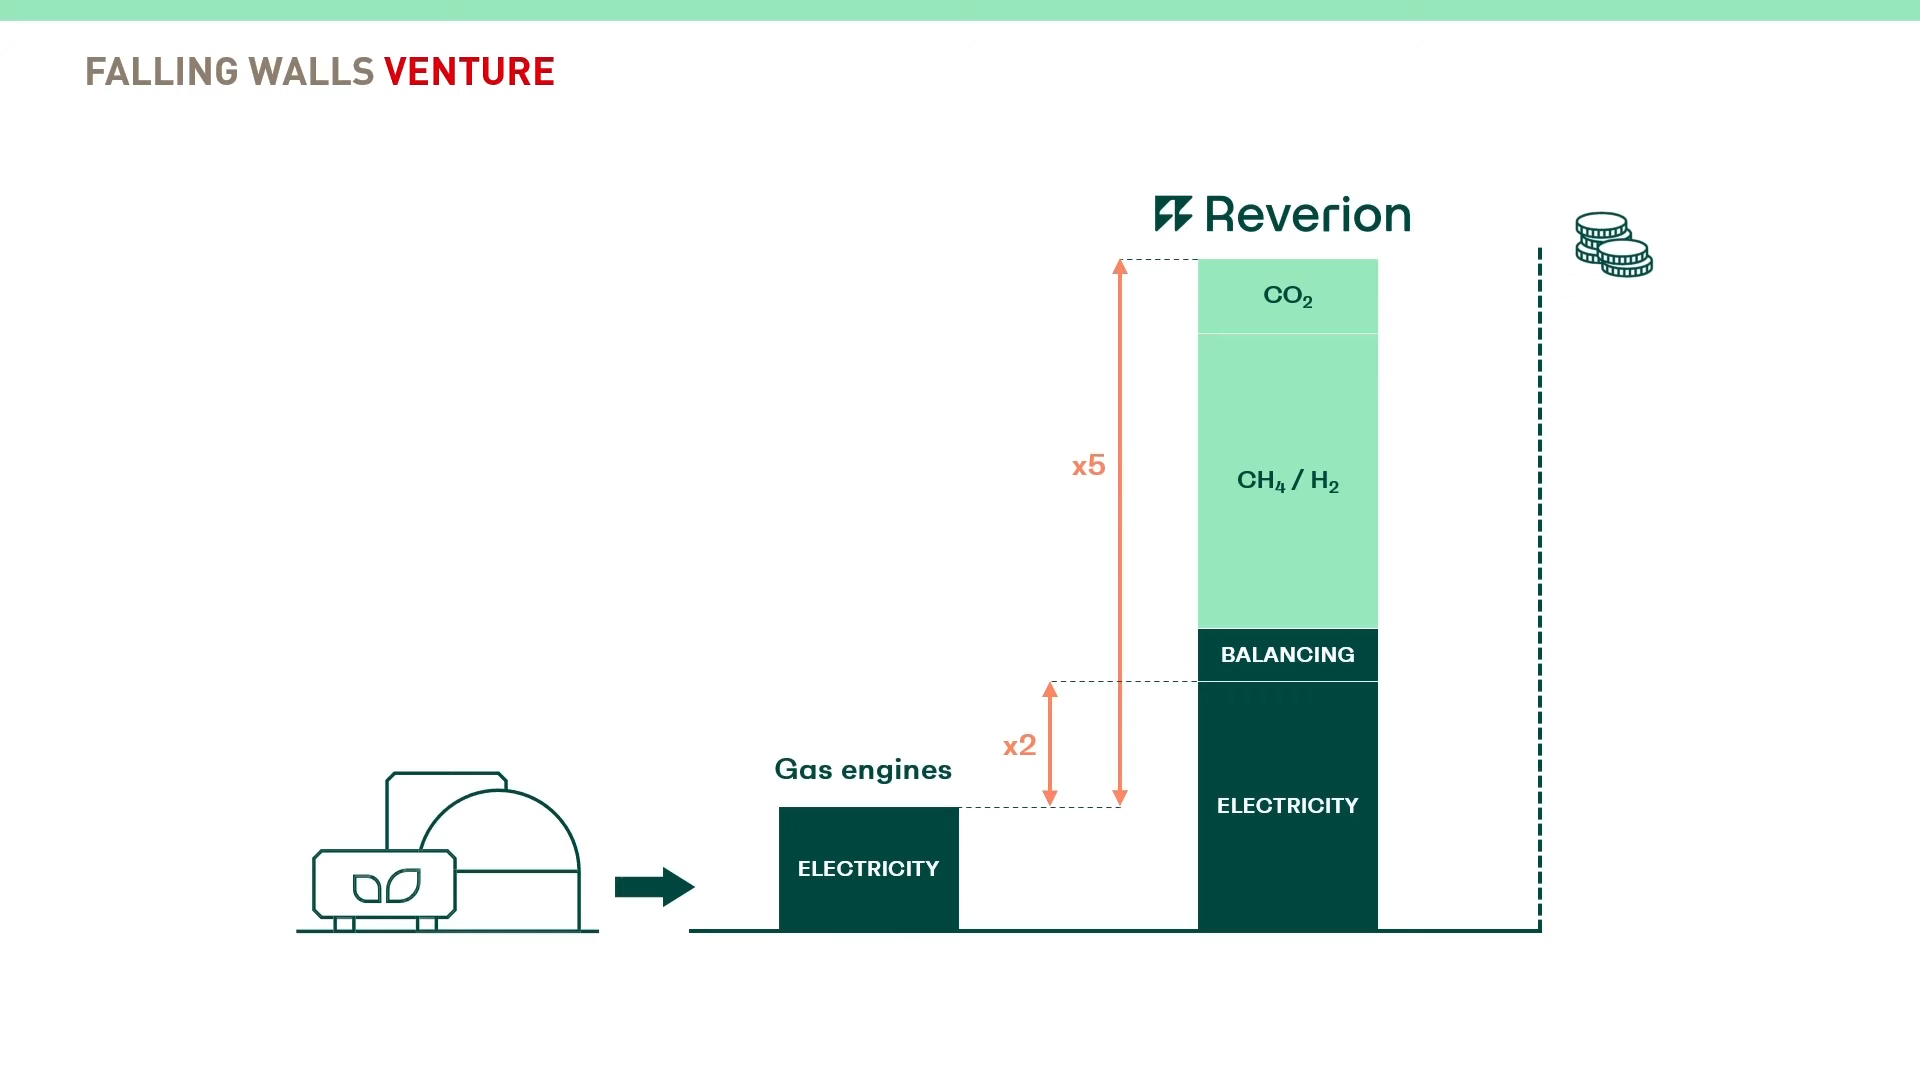 FALLING WALLS VENTURE
Reverion
CO₂
x5
CH₄ / H₂
BALANCING
x2
Gas engines
ELECTRICITY
ELECTRICITY